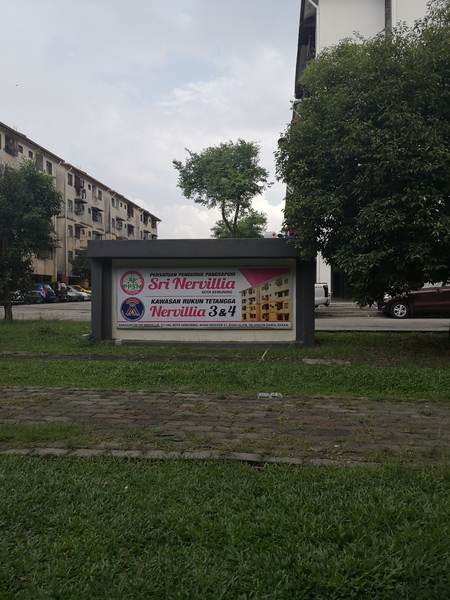 PERSATUAN PENDUDUK PANGSAPURI
Sri Nervillia
KOTA KEMUNING
KAWASAN RUKUN TETANGGA
Nervillia 3&4